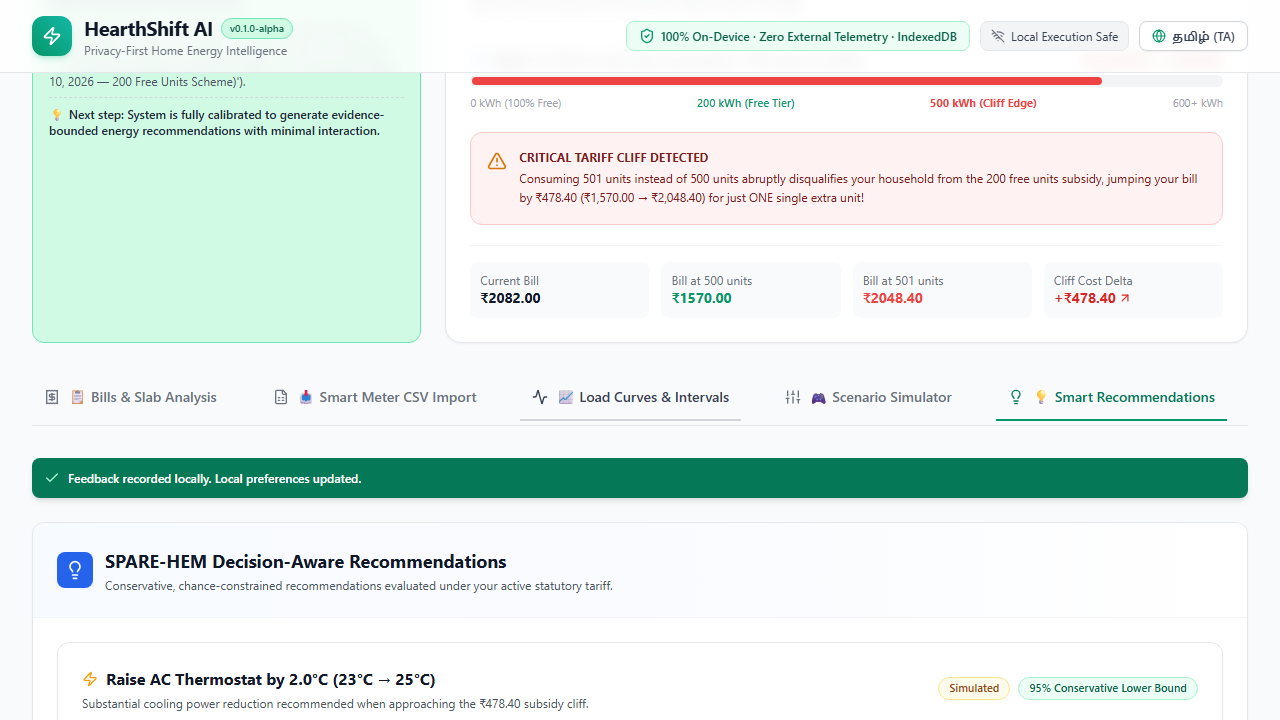 HearthShift AI v0.1.0-alpha
Privacy-First Home Energy Intelligence
100% On-Device · Zero External Telemetry · IndexedDB
Local Execution Safe
தமிழ் (TA)
10, 2026 — 200 Free Units Scheme)').
Next step: System is fully calibrated to generate evidence-
bounded energy recommendations with minimal interaction.
0 kWh (100% Free) 200 kWh (Free Tier) 500 kWh (Cliff Edge) 600+ kWh
CRITICAL TARIFF CLIFF DETECTED
Consuming 501 units instead of 500 units abruptly disqualifies your household from the 200 free units subsidy, jumping your bill
by ₹478.40 (₹1,570.00 → ₹2,048.40) for just ONE single extra unit!
Current Bill
₹2082.00
Bill at 500 units
₹1570.00
Bill at 501 units
₹2048.40
Cliff Cost Delta
+₹478.40
Bills & Slab Analysis
Smart Meter CSV Import
Load Curves & Intervals
Scenario Simulator
Smart Recommendations
Feedback recorded locally. Local preferences updated.
SPARE-HEM Decision-Aware Recommendations
Conservative, chance-constrained recommendations evaluated under your active statutory tariff.
Raise AC Thermostat by 2.0°C (23°C → 25°C)
Substantial cooling power reduction recommended when approaching the ₹478.40 subsidy cliff.
Simulated
95% Conservative Lower Bound